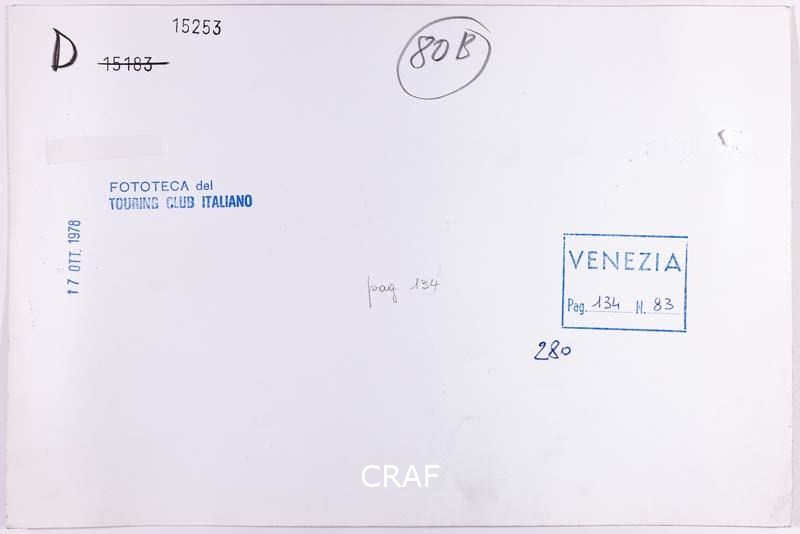 15253
D
15183
80B
FOTOTECA del
TOURING CLUB ITALIANO
17 OTT. 1978
pag 134
VENEZIA
Pag. 134 N. 83
280
CRAF